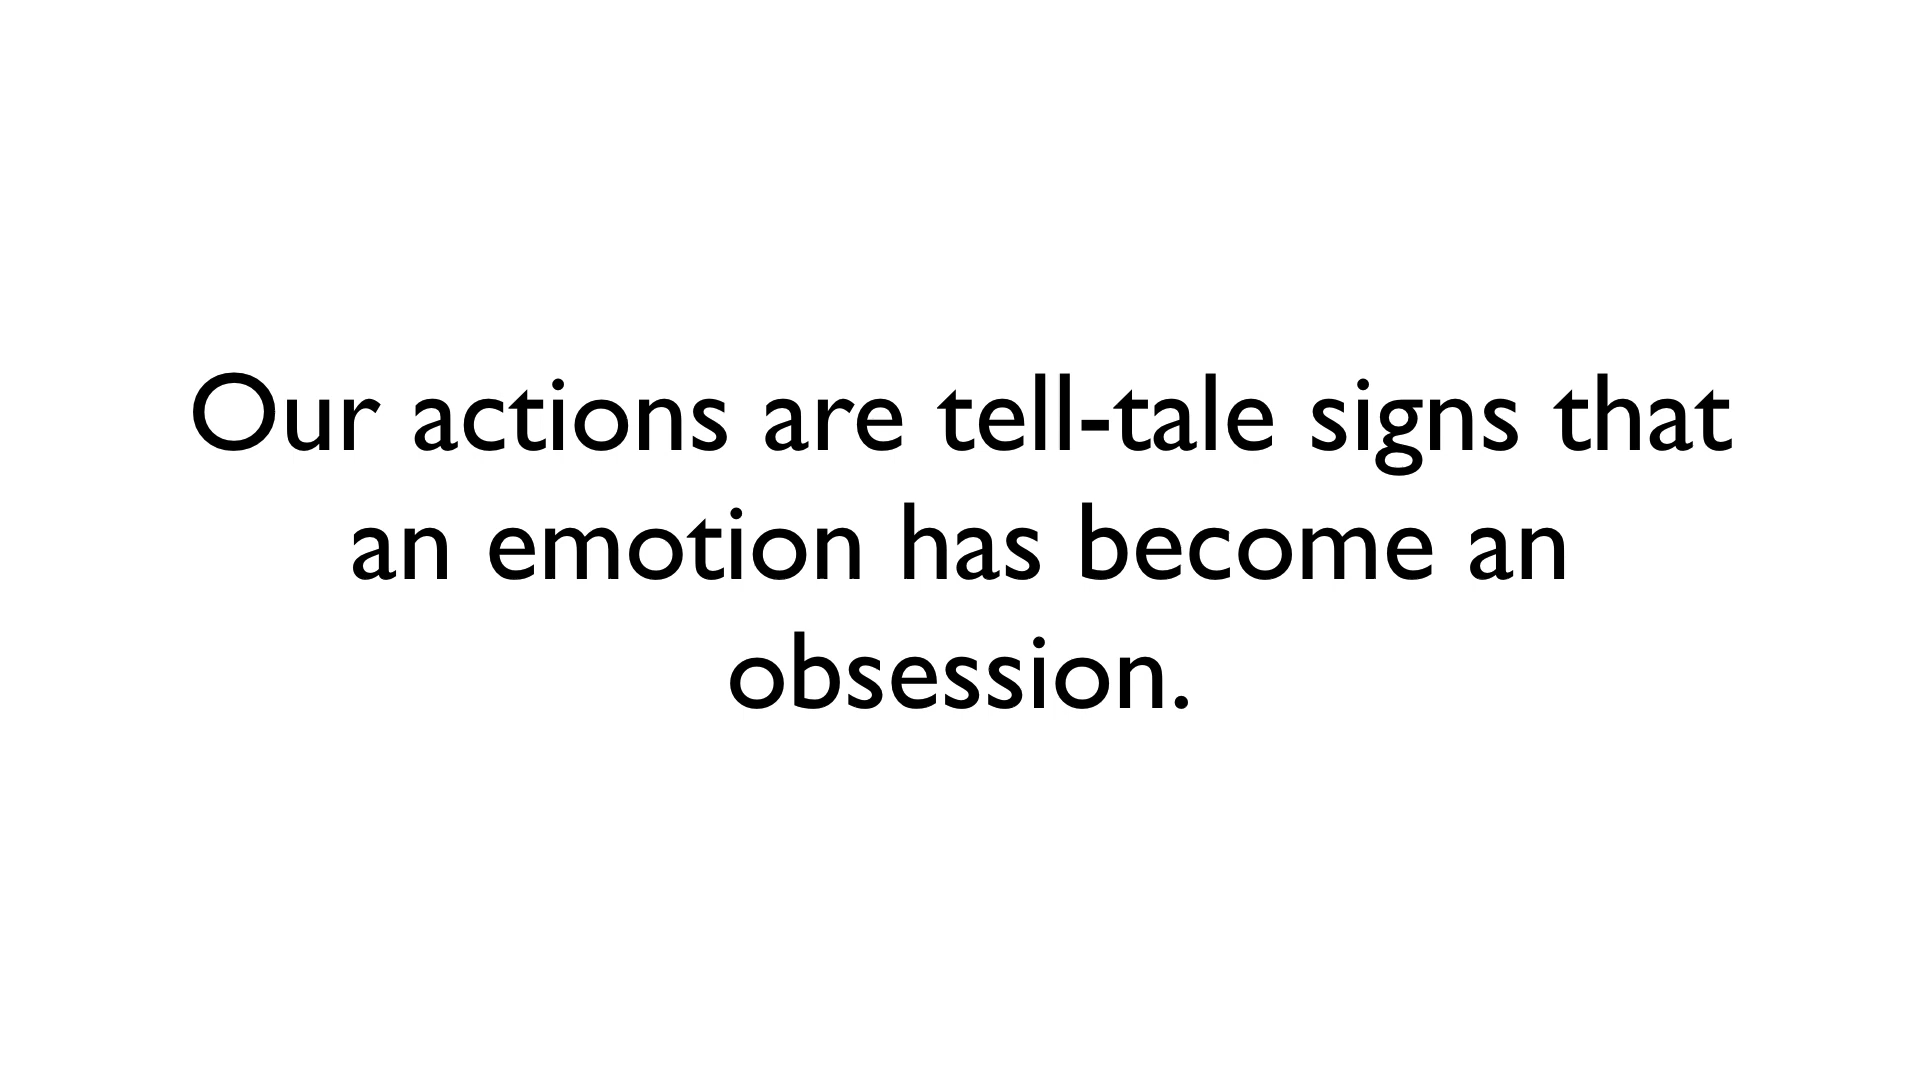 Our actions are tell-tale signs that
an emotion has become an
obsession.